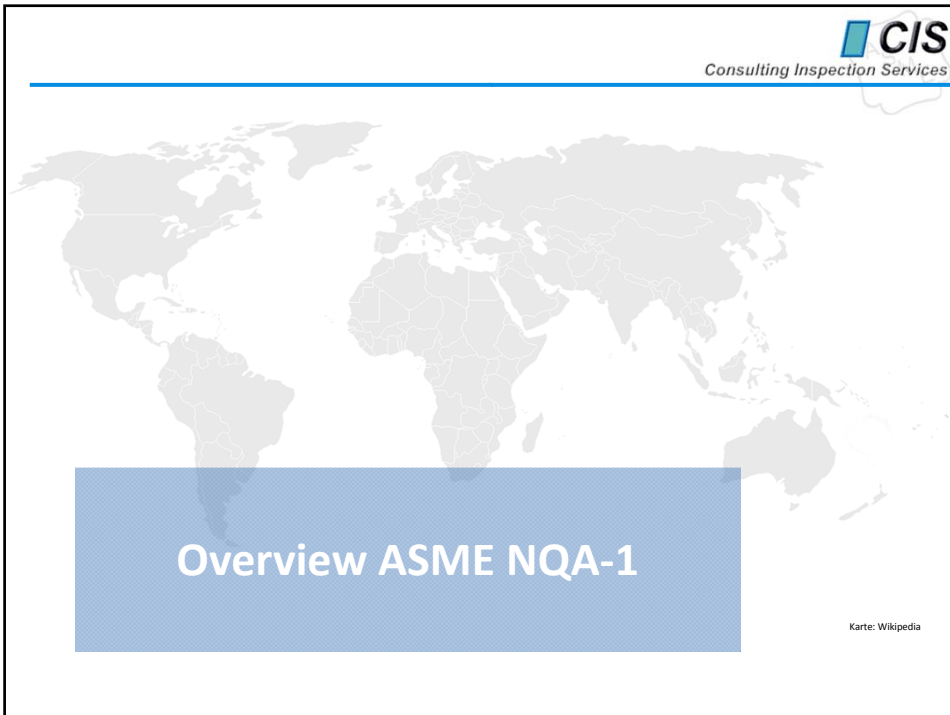 CIS
Consulting Inspection Services
Overview ASME NQA-1
Karte: Wikipedia